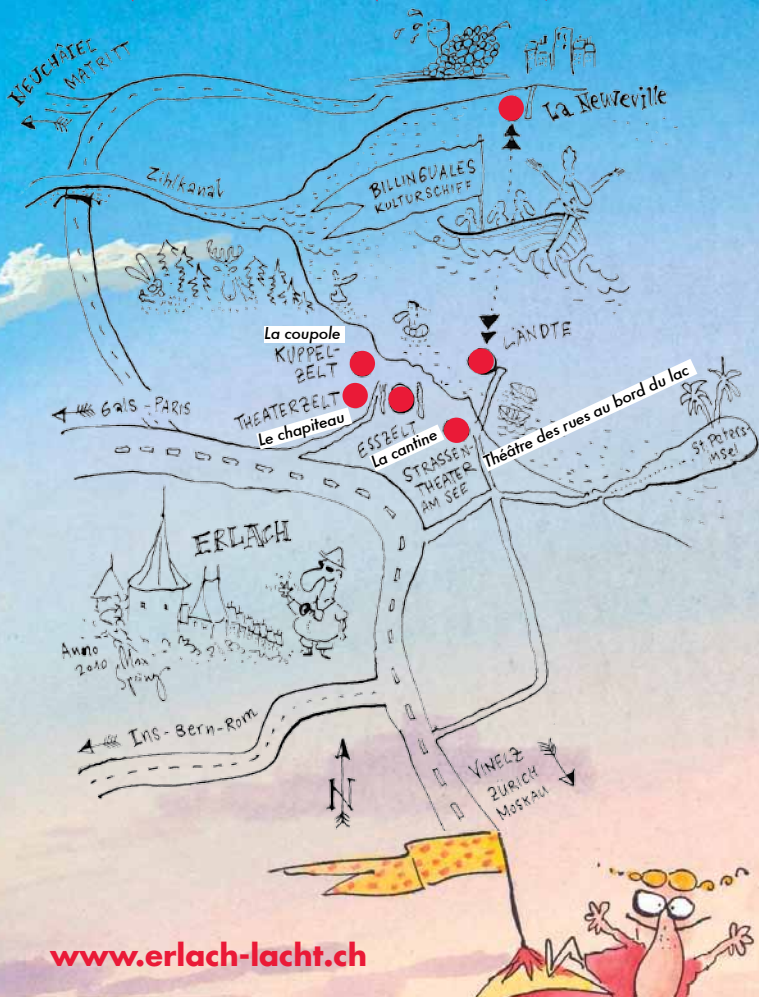 NEUCHÂTEL
MATRITT
La Neuveville
Zihlkanal
BILLINGUALES
KULTURSCHIFF
La coupole
KUPPEL-
ZELT
LÄNDTE
THEATERZELT
Le chapiteau
Gals - PARIS
ESSZELT
La cantine
STRASSEN-
THEATER
AM SEE
Théâtre des rues au bord du lac
St. Peters-
insel
ERLACH
Anno
2010 Max
Spring
Ins - Bern - Rom
N
VINELZ
ZÜRICH
MOSKAU
www.erlach-lacht.ch